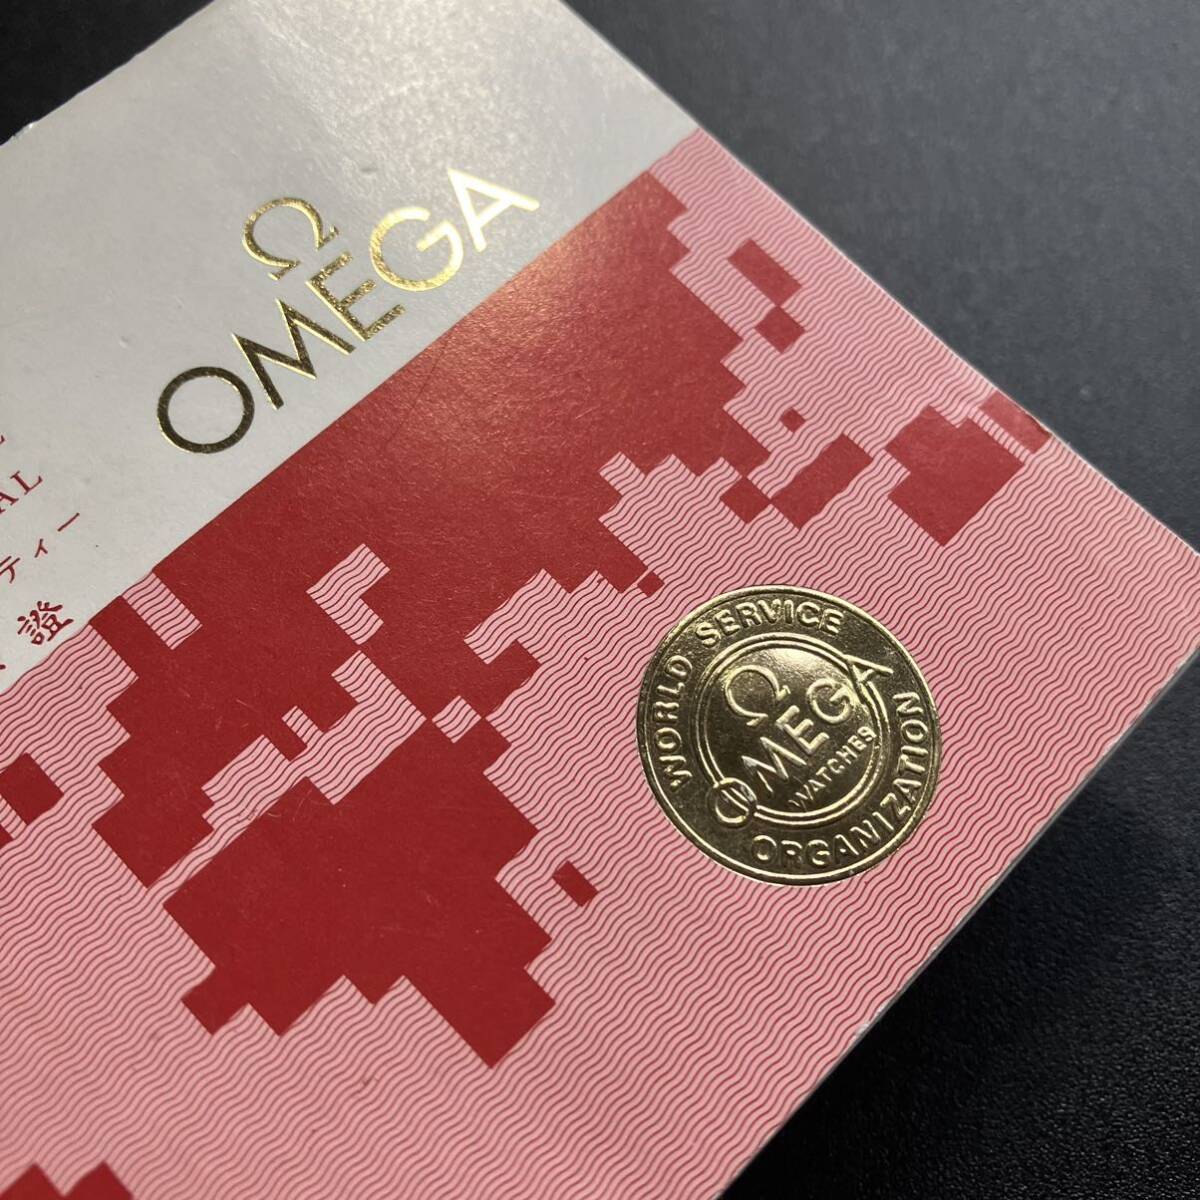 Ω
OMEGA
AL
ティー
證
WORLD SERVICE
Ω
OMEGA
WATCHES
ORGANIZATION